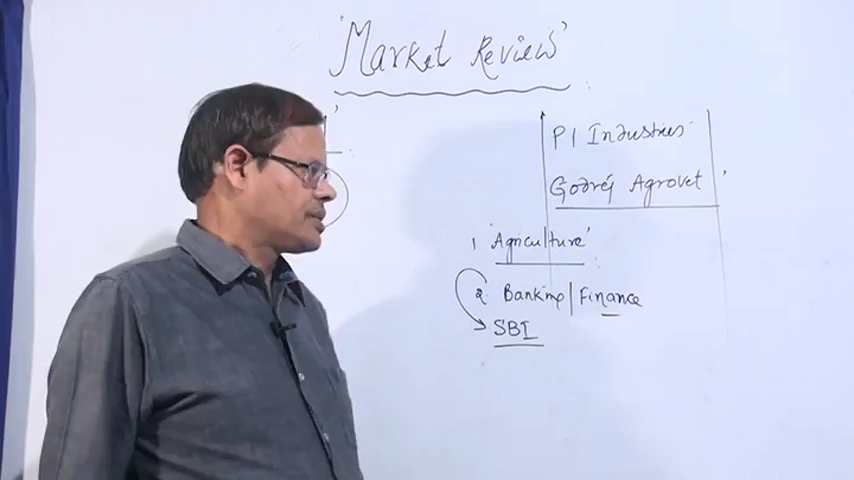 'Market Review'
PI Industries
Godrej Agrovet
1 'Agriculture'
2. Banking|Finance
SBI